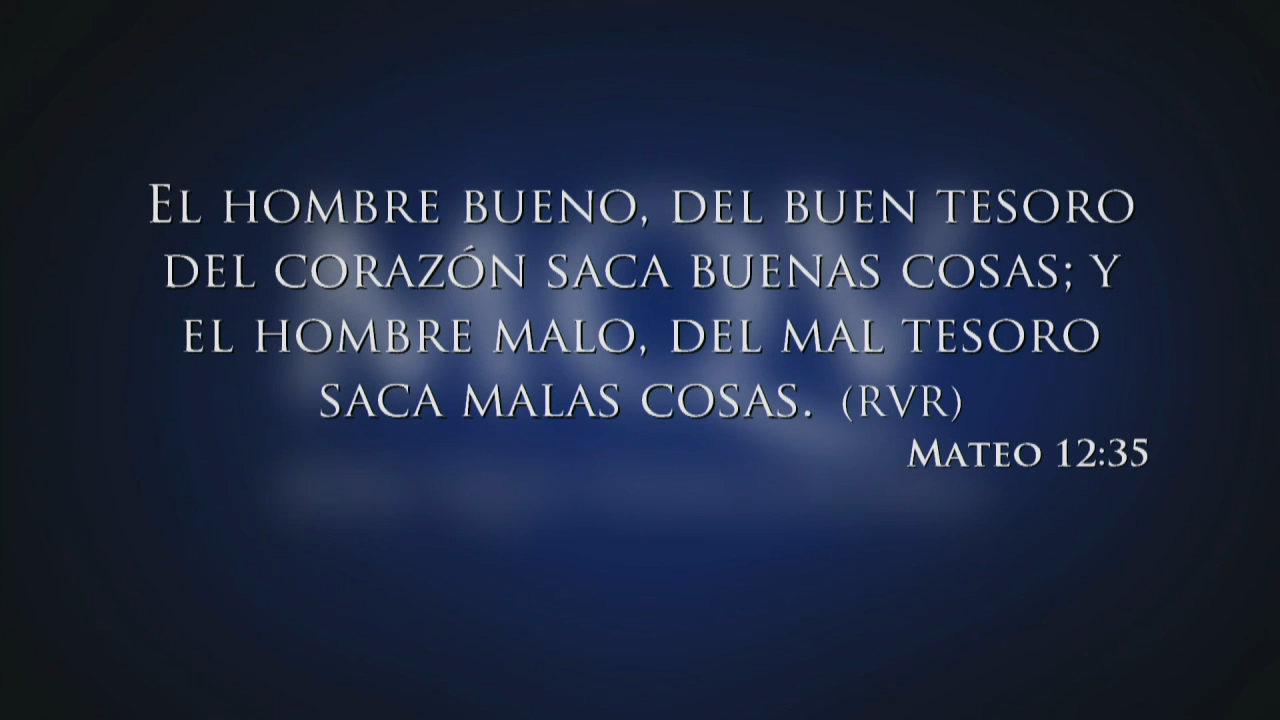 El hombre bueno, del buen tesoro
del corazón saca buenas cosas; y
el hombre malo, del mal tesoro
saca malas cosas. (RVR)
Mateo 12:35